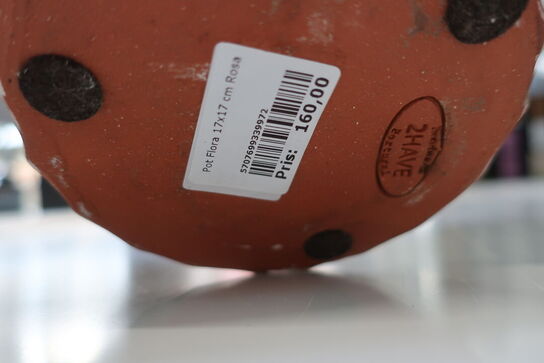 Pot Flora 17x17 cm Rosa
5707699339972
Pris: 160,00
2HAVE